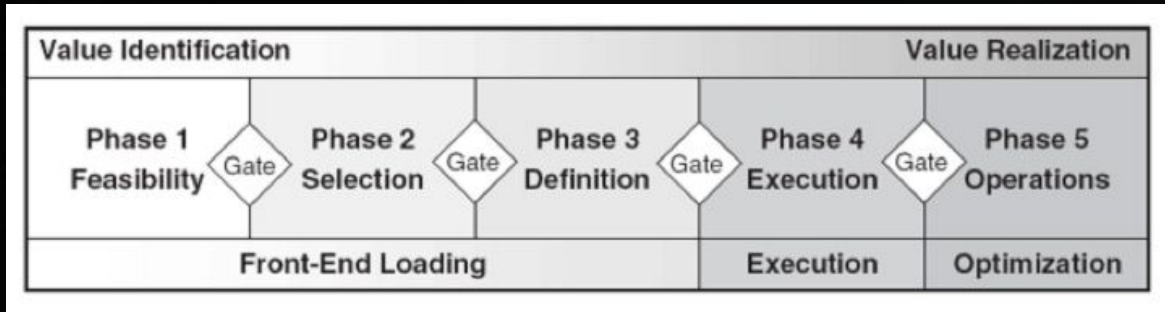 Value Identification Value Realization
Phase 1 Phase 2 Phase 3 Phase 4 Phase 5
Gate Gate Gate Gate
Feasibility Selection Definition Execution Operations
Front-End Loading Execution Optimization